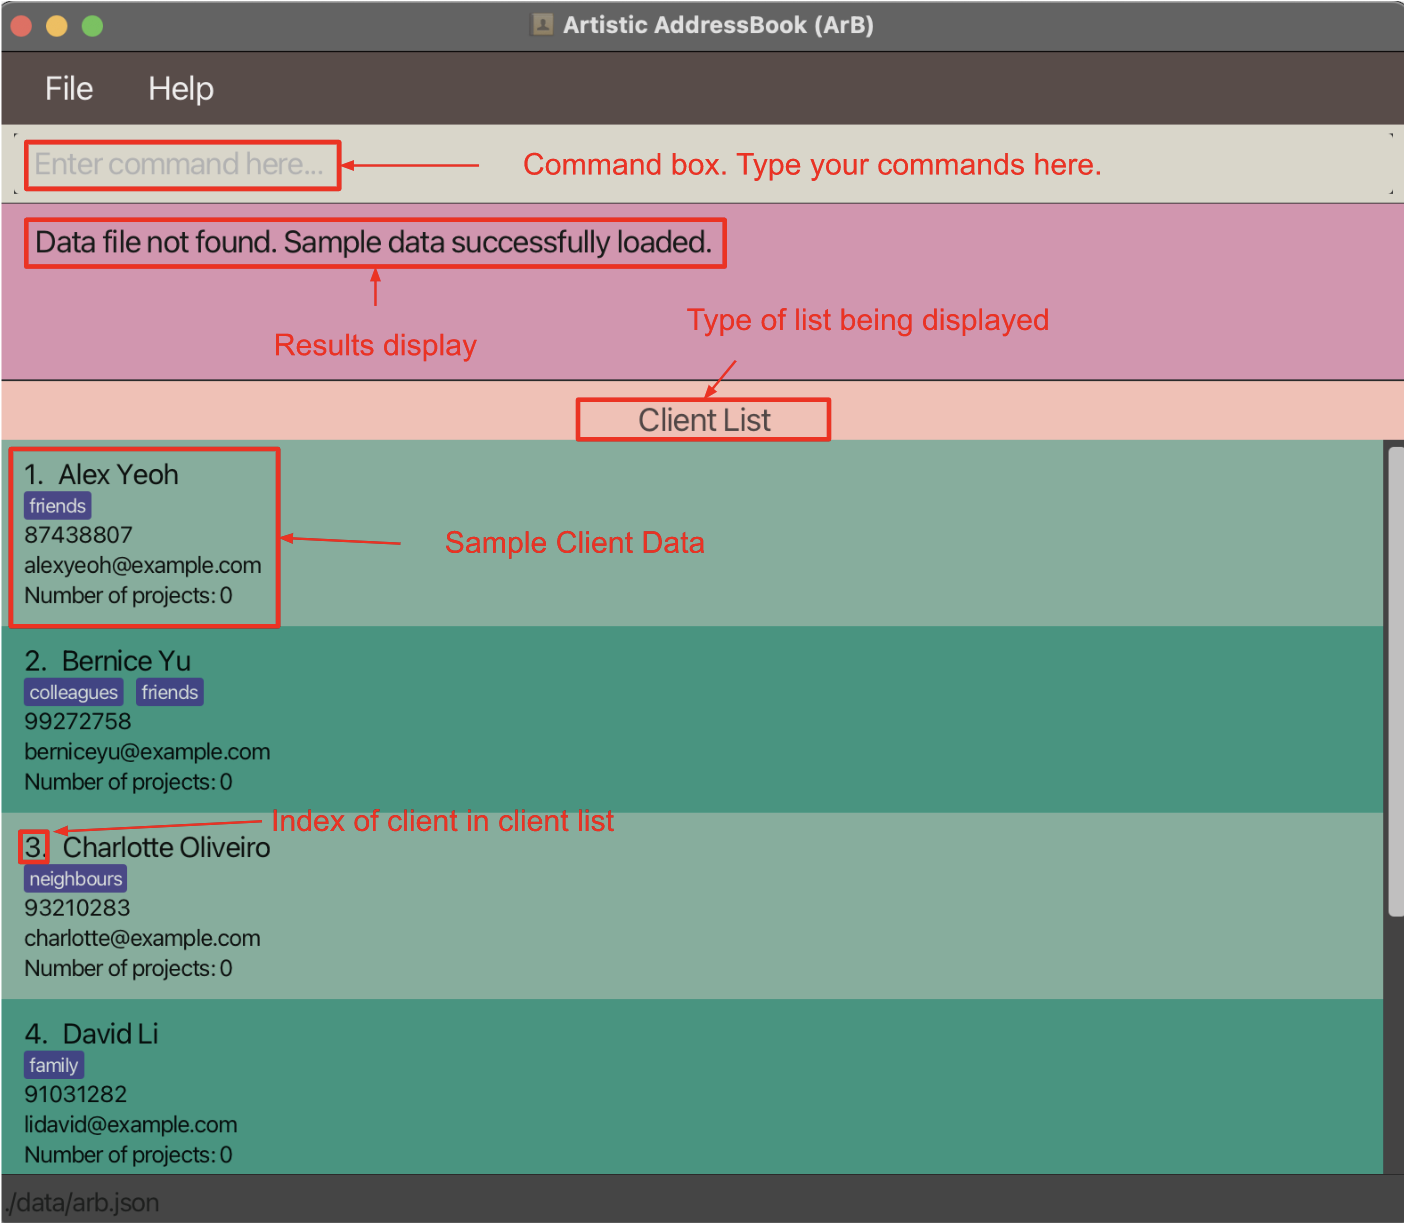 Artistic AddressBook (ArB)
File Help
Enter command here...
Command box. Type your commands here.
Data file not found. Sample data successfully loaded.
Type of list being displayed
Results display
Client List
1. Alex Yeoh
friends
87438807
alexyeoh@example.com
Number of projects: 0
Sample Client Data
2. Bernice Yu
colleagues friends
99272758
berniceyu@example.com
Number of projects: 0
Index of client in client list
3. Charlotte Oliveiro
neighbours
93210283
charlotte@example.com
Number of projects: 0
4. David Li
family
91031282
lidavid@example.com
Number of projects: 0
./data/arb.json